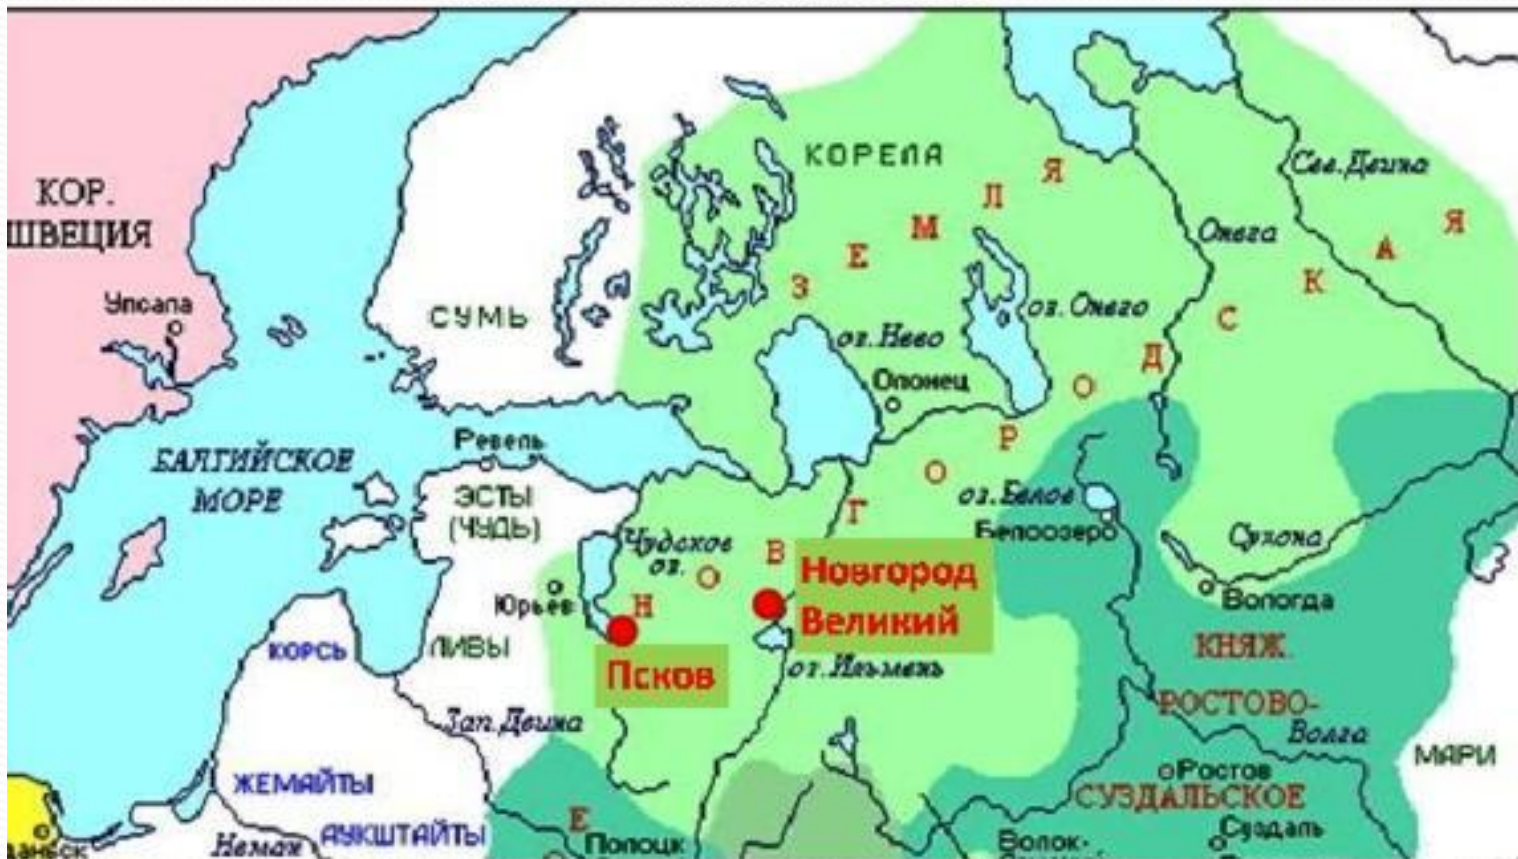 КОРЕЛА
Сев.Двина
КОР.
ШВЕЦИЯ
Онега
НОВГОРОДСКАЯ
ЗЕМЛЯ
Упсала
СУМЬ
оз.Нево
оз.Онего
Олонец
Ревель
БАЛТИЙСКОЕ
МОРЕ
ЭСТЫ
(ЧУДЬ)
Чудское
оз.
оз.Белое
Белоозеро
Сухона
Новгород
Великий
Юрьев
Вологда
КОРСЬ
ЛИВЫ
Псков
оз.Ильмень
КНЯЖ.
РОСТОВО-
Зап.Двина
Волга
МАРИ
ЖЕМАЙТЫ
Ростов
СУЗДАЛЬСКОЕ
АУКШТАЙТЫ
Е
Полоцк
Суздаль
Волок-
Неман
даньск